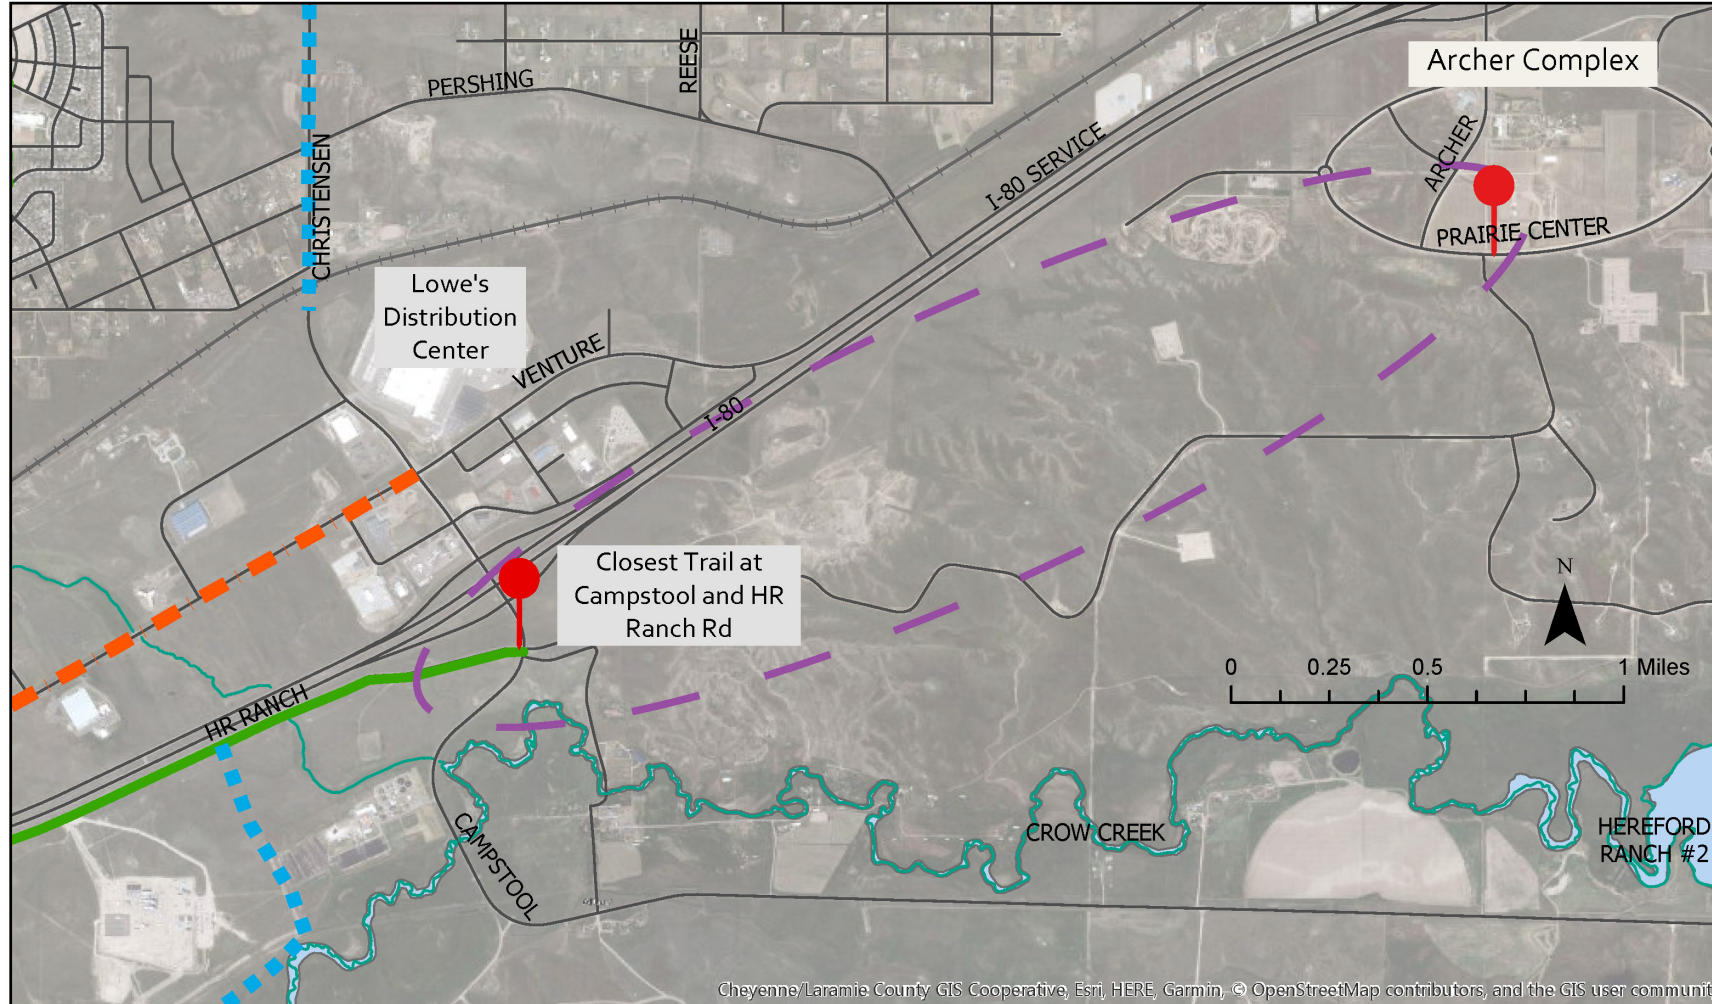 Archer Complex
PERSHING
REESE
CHRISTENSEN
I-80 SERVICE
ARCHER
PRAIRIE CENTER
Lowe's
Distribution
Center
VENTURE
I-80
Closest Trail at
Campstool and HR
Ranch Rd
N
0 0.25 0.5 1 Miles
HR RANCH
CAMPSTOOL
CROW CREEK
HEREFORD
RANCH #2
Cheyenne/Laramie County GIS Cooperative, Esri, HERE, Garmin, © OpenStreetMap contributors, and the GIS user communit